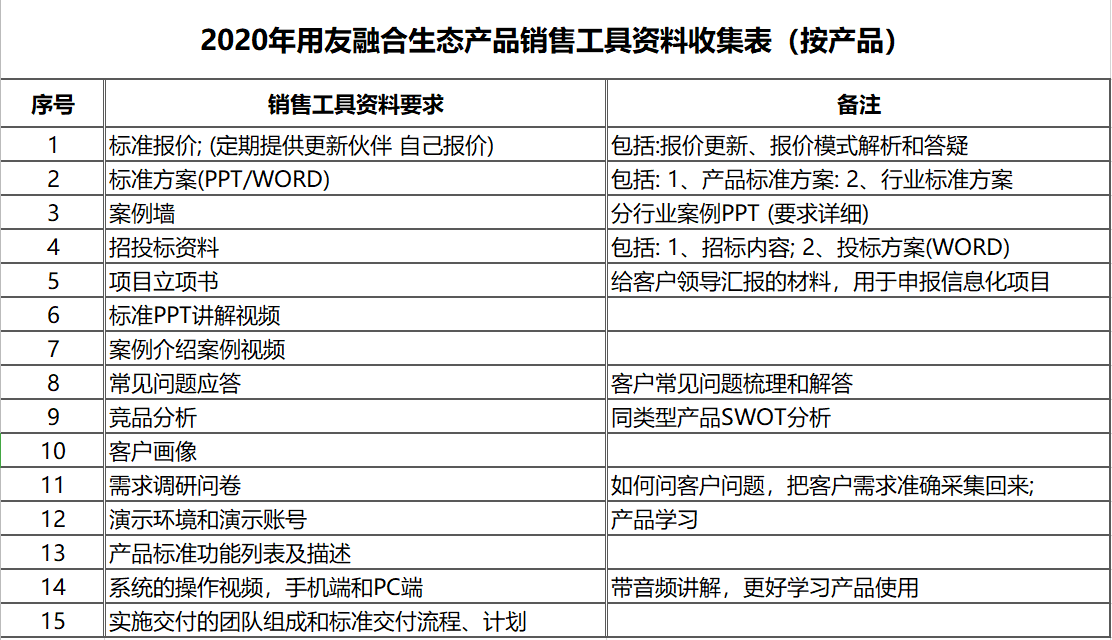 2020年用友融合生态产品销售工具资料收集表（按产品）
序号 销售工具资料要求 备注
1 标准报价; (定期提供更新伙伴 自己报价) 包括:报价更新、报价模式解析和答疑
2 标准方案(PPT/WORD) 包括: 1、产品标准方案: 2、行业标准方案
3 案例墙 分行业案例PPT (要求详细)
4 招投标资料 包括: 1、招标内容; 2、投标方案(WORD)
5 项目立项书 给客户领导汇报的材料，用于申报信息化项目
6 标准PPT讲解视频
7 案例介绍案例视频
8 常见问题应答 客户常见问题梳理和解答
9 竞品分析 同类型产品SWOT分析
10 客户画像
11 需求调研问卷 如何问客户问题，把客户需求准确采集回来;
12 演示环境和演示账号 产品学习
13 产品标准功能列表及描述
14 系统的操作视频，手机端和PC端 带音频讲解，更好学习产品使用
15 实施交付的团队组成和标准交付流程、计划